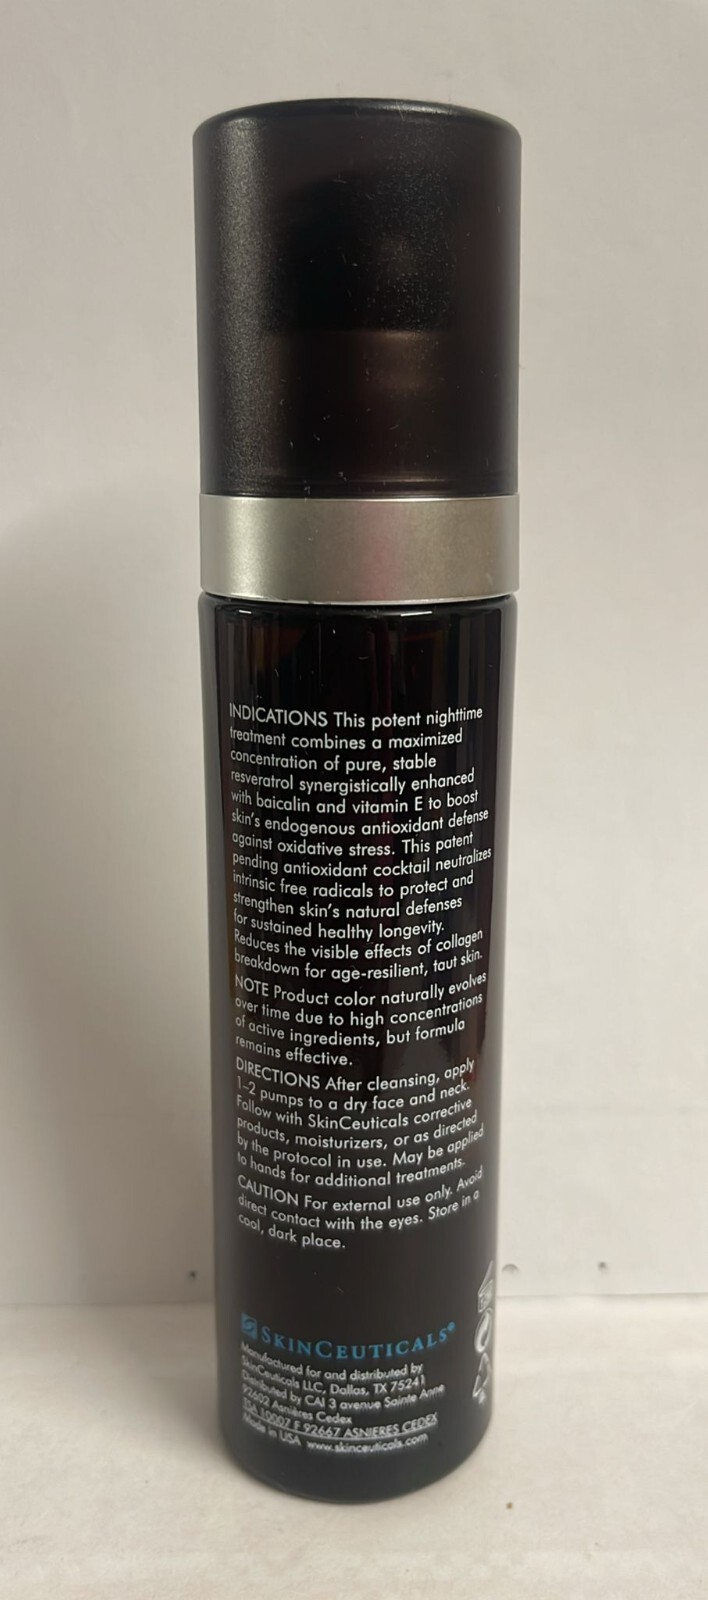 INDICATIONS This potent nighttime
treatment combines a maximized
concentration of pure, stable
resveratrol synergistically enhanced
with baicalin and vitamin E to boost
skin's endogenous antioxidant defense
against oxidative stress. This patent
pending antioxidant cocktail neutralizes
intrinsic free radicals to protect and
strengthen skin's natural defenses
for sustained healthy longevity.
Reduces the visible effects of collagen
breakdown for age-resilient, taut skin.
NOTE Product color naturally evolves
over time due to high concentrations
of active ingredients, but formula
remains effective.
DIRECTIONS After cleansing, apply
1-2 pumps to a dry face and neck.
Follow with SkinCeuticals corrective
products, moisturizers, or as directed
by the protocol in use. May be applied
to hands for additional treatments.
CAUTION For external use only. Avoid
direct contact with the eyes. Store in a
cool, dark place.
SKINCEUTICALS®
Manufactured for and distributed by
SkinCeuticals LLC, Dallas, TX 75241
Distributed by CAI 3 avenue Sainte Anne
92602 Asnières Cedex
TSA 10007 F 92667 ASNIERES CEDEX
Made in USA www.skinceuticals.com